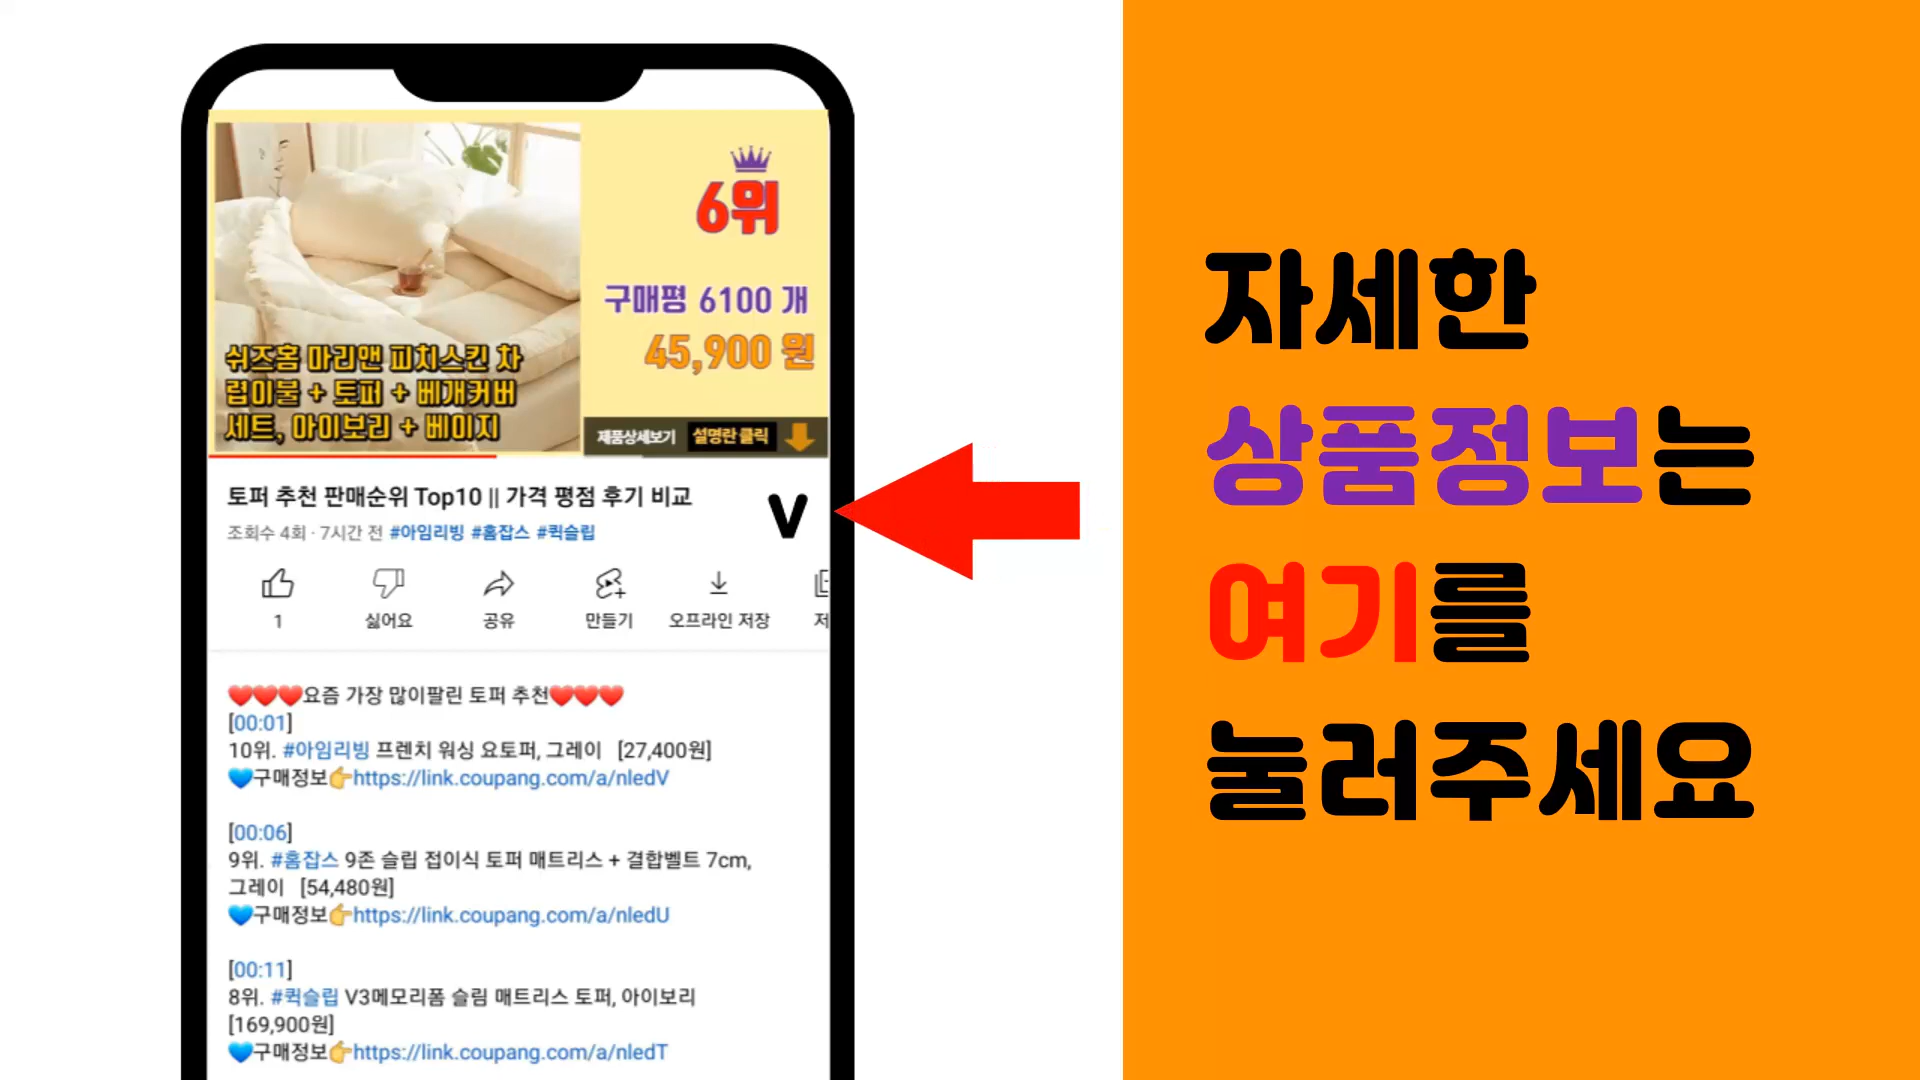 6위
구매평 6100 개
45,900 원
쉬즈홈 마리앤 피치스킨 차
렵이불 + 토퍼 + 베개커버
세트, 아이보리 + 베이지
제품상세보기 설명란 클릭
토퍼 추천 판매순위 Top10 || 가격 평점 후기 비교
V
조회수 4회 · 7시간 전 #아임리빙 #홈잡스 #퀵슬립
1 싫어요 공유 만들기 오프라인 저장 저
❤️❤️❤️요즘 가장 많이팔린 토퍼 추천❤️❤️❤️
[00:01]
10위. #아임리빙 프렌치 워싱 요토퍼, 그레이 [27,400원]
💙구매정보👉https://link.coupang.com/a/nledV
[00:06]
9위. #홈잡스 9존 슬립 접이식 토퍼 매트리스 + 결합벨트 7cm,
그레이 [54,480원]
💙구매정보👉https://link.coupang.com/a/nledU
[00:11]
8위. #퀵슬립 V3메모리폼 슬림 매트리스 토퍼, 아이보리
[169,900원]
💙구매정보👉https://link.coupang.com/a/nledT
자세한
상품정보는
여기를
눌러주세요